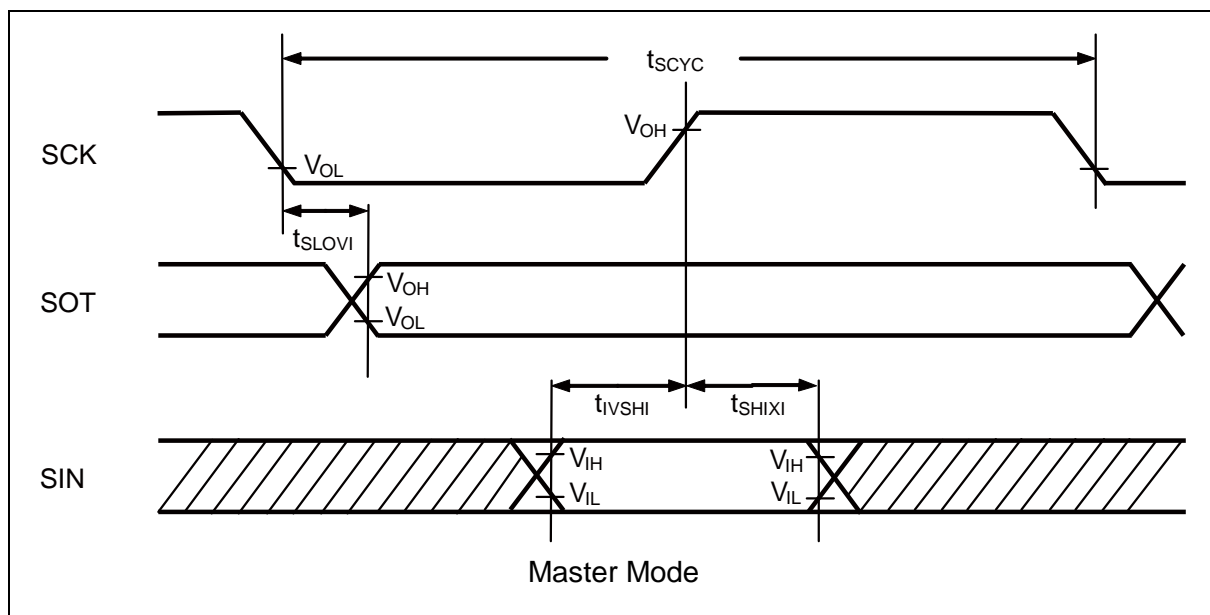 tSCYC
SCK
VOH
VOL
tSLOVI
SOT
VOH
VOL
tIVSHI
tSHIXI
SIN
VIH
VIH
VIL
VIL
Master Mode